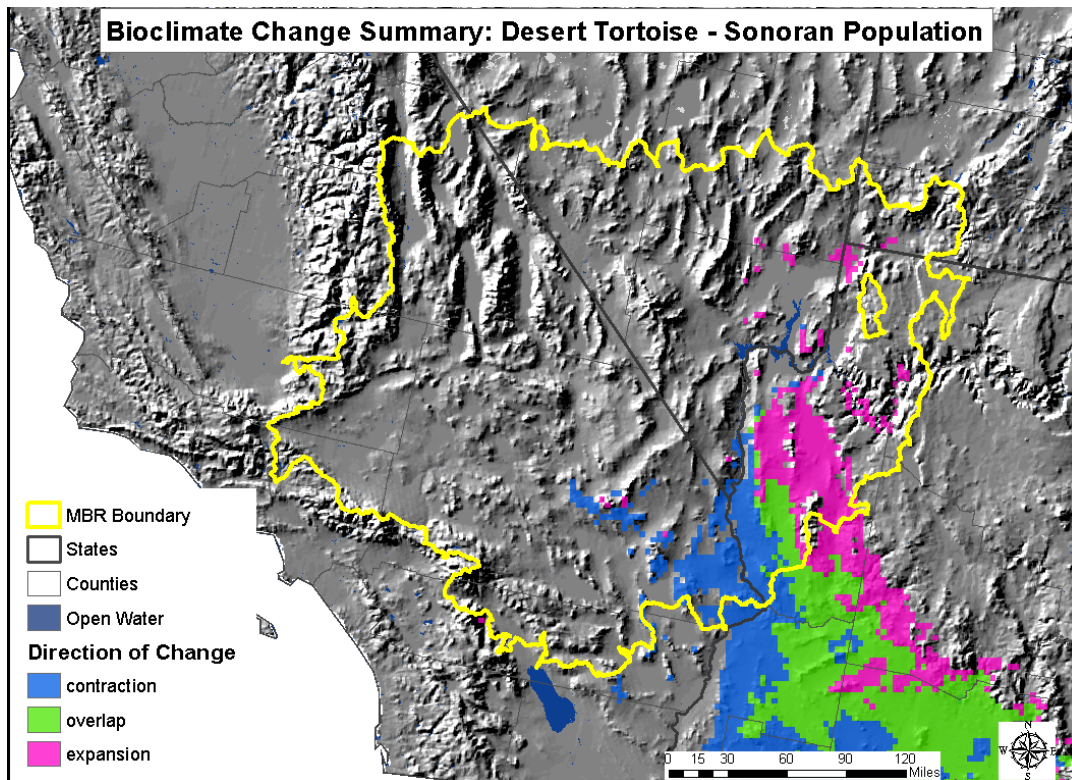 Bioclimate Change Summary: Desert Tortoise - Sonoran Population
MBR Boundary
States
Counties
Open Water
Direction of Change
contraction
overlap
expansion
0 15 30 60 90 120
Miles
N
W E
S